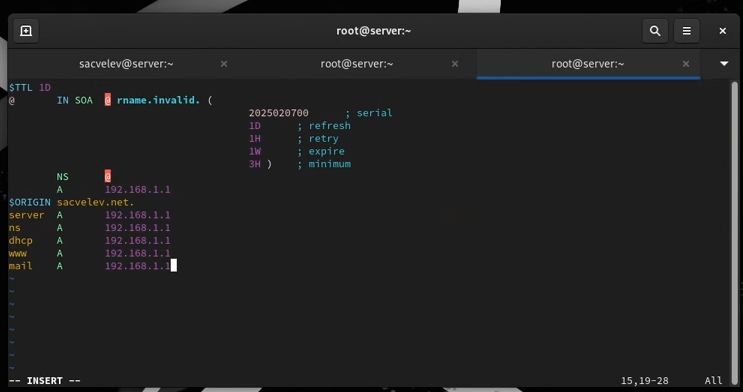 root@server:~
sacvelev@server:~ root@server:~ root@server:~
$TTL 1D
@ IN SOA @ rname.invalid. (
2025020700 ; serial
1D ; refresh
1H ; retry
1W ; expire
3H ) ; minimum
NS @
A 192.168.1.1
$ORIGIN sacvelev.net.
server A 192.168.1.1
ns A 192.168.1.1
dhcp A 192.168.1.1
www A 192.168.1.1
mail A 192.168.1.1
~
~
~
~
~
~
~
~
-- INSERT -- 15,19-28 All